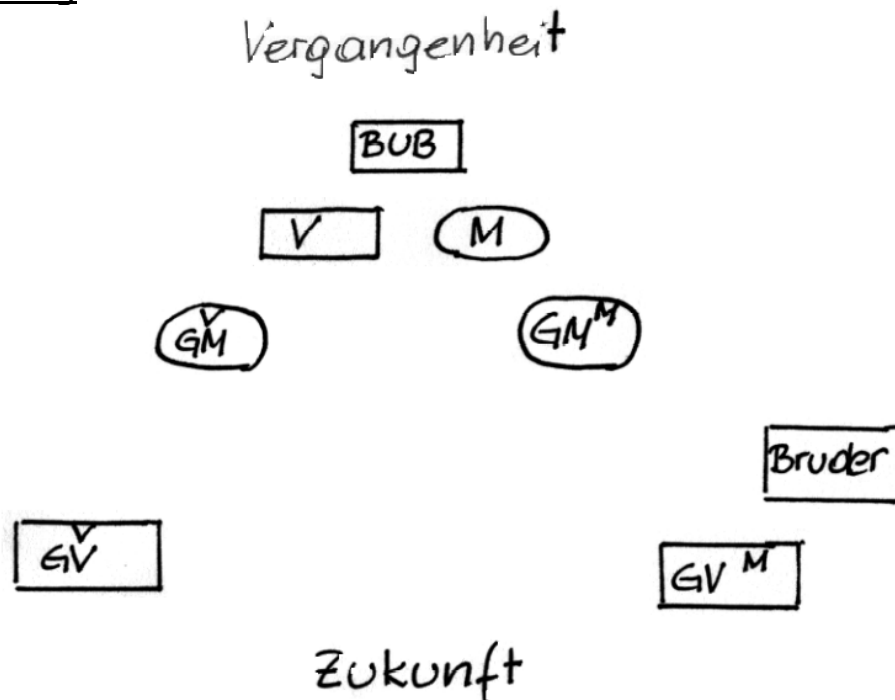 Vergangenheit
BUB
V M
GM V GM M
Bruder
GV V GV M
Zukunft